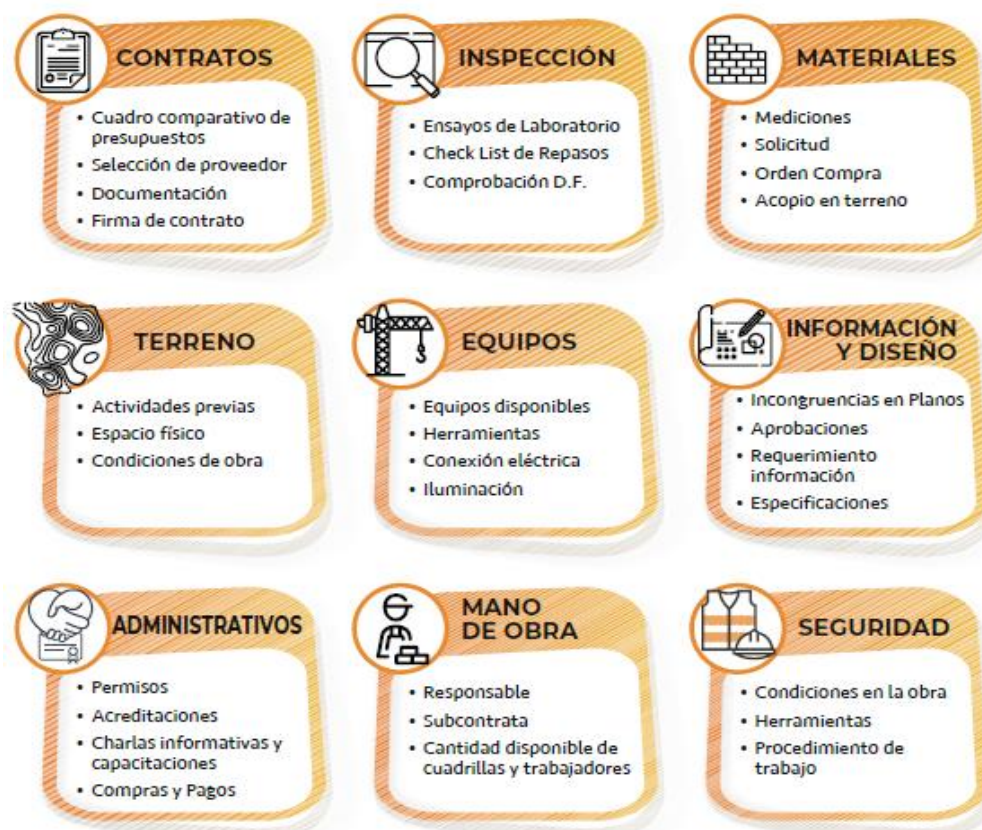 CONTRATOS
• Cuadro comparativo de
presupuestos
• Selección de proveedor
• Documentación
• Firma de contrato
INSPECCIÓN
• Ensayos de Laboratorio
• Check List de Repasos
• Comprobación D.F.
MATERIALES
• Mediciones
• Solicitud
• Orden Compra
• Acopio en terreno
TERRENO
• Actividades previas
• Espacio físico
• Condiciones de obra
EQUIPOS
• Equipos disponibles
• Herramientas
• Conexión eléctrica
• Iluminación
INFORMACIÓN
Y DISEÑO
• Incongruencias en Planos
• Aprobaciones
• Requerimiento
información
• Especificaciones
ADMINISTRATIVOS
• Permisos
• Acreditaciones
• Charlas informativas y
capacitaciones
• Compras y Pagos
MANO
DE OBRA
• Responsable
• Subcontrata
• Cantidad disponible de
cuadrillas y trabajadores
SEGURIDAD
• Condiciones en la obra
• Herramientas
• Procedimiento de
trabajo